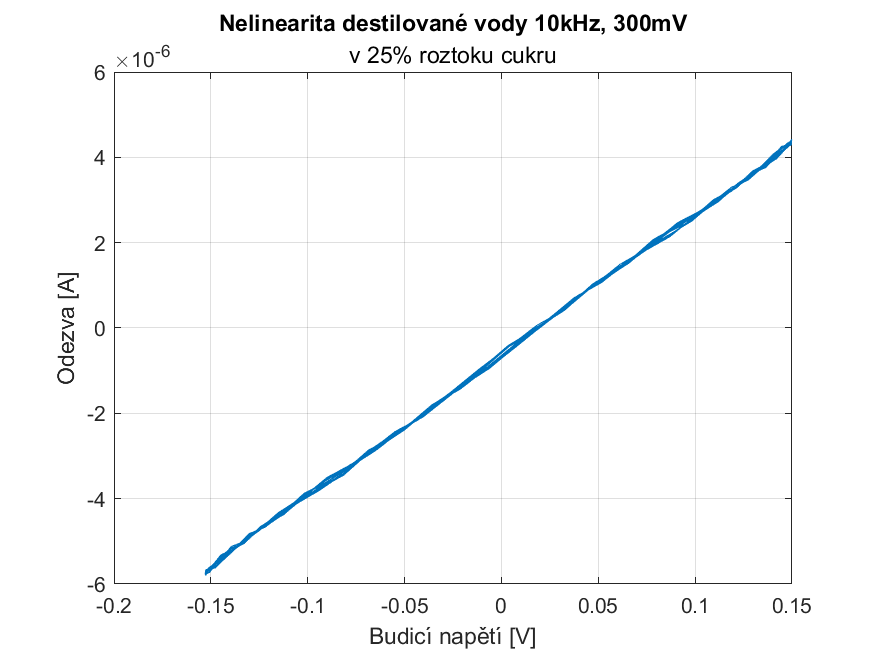 Nelinearita destilované vody 10kHz, 300mV
v 25% roztoku cukru
×10-6
6
4
2
0
-2
-4
-6
Odezva [A]
-0.2 -0.15 -0.1 -0.05 0 0.05 0.1 0.15
Budicí napětí [V]